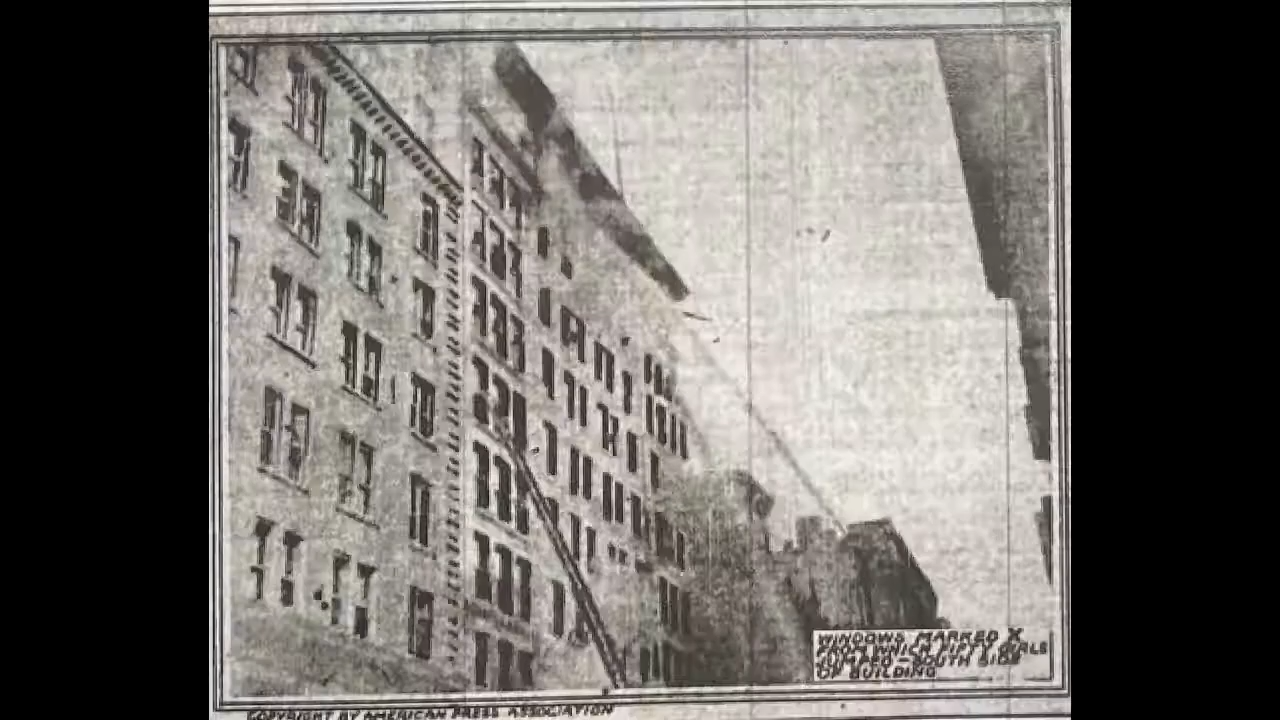 WINDOWS MARKED X
FROM WHICH FIFTY GIRLS
JUMPED - SOUTH SIDE
OF BUILDING
COPYRIGHT BY AMERICAN PRESS ASSOCIATION